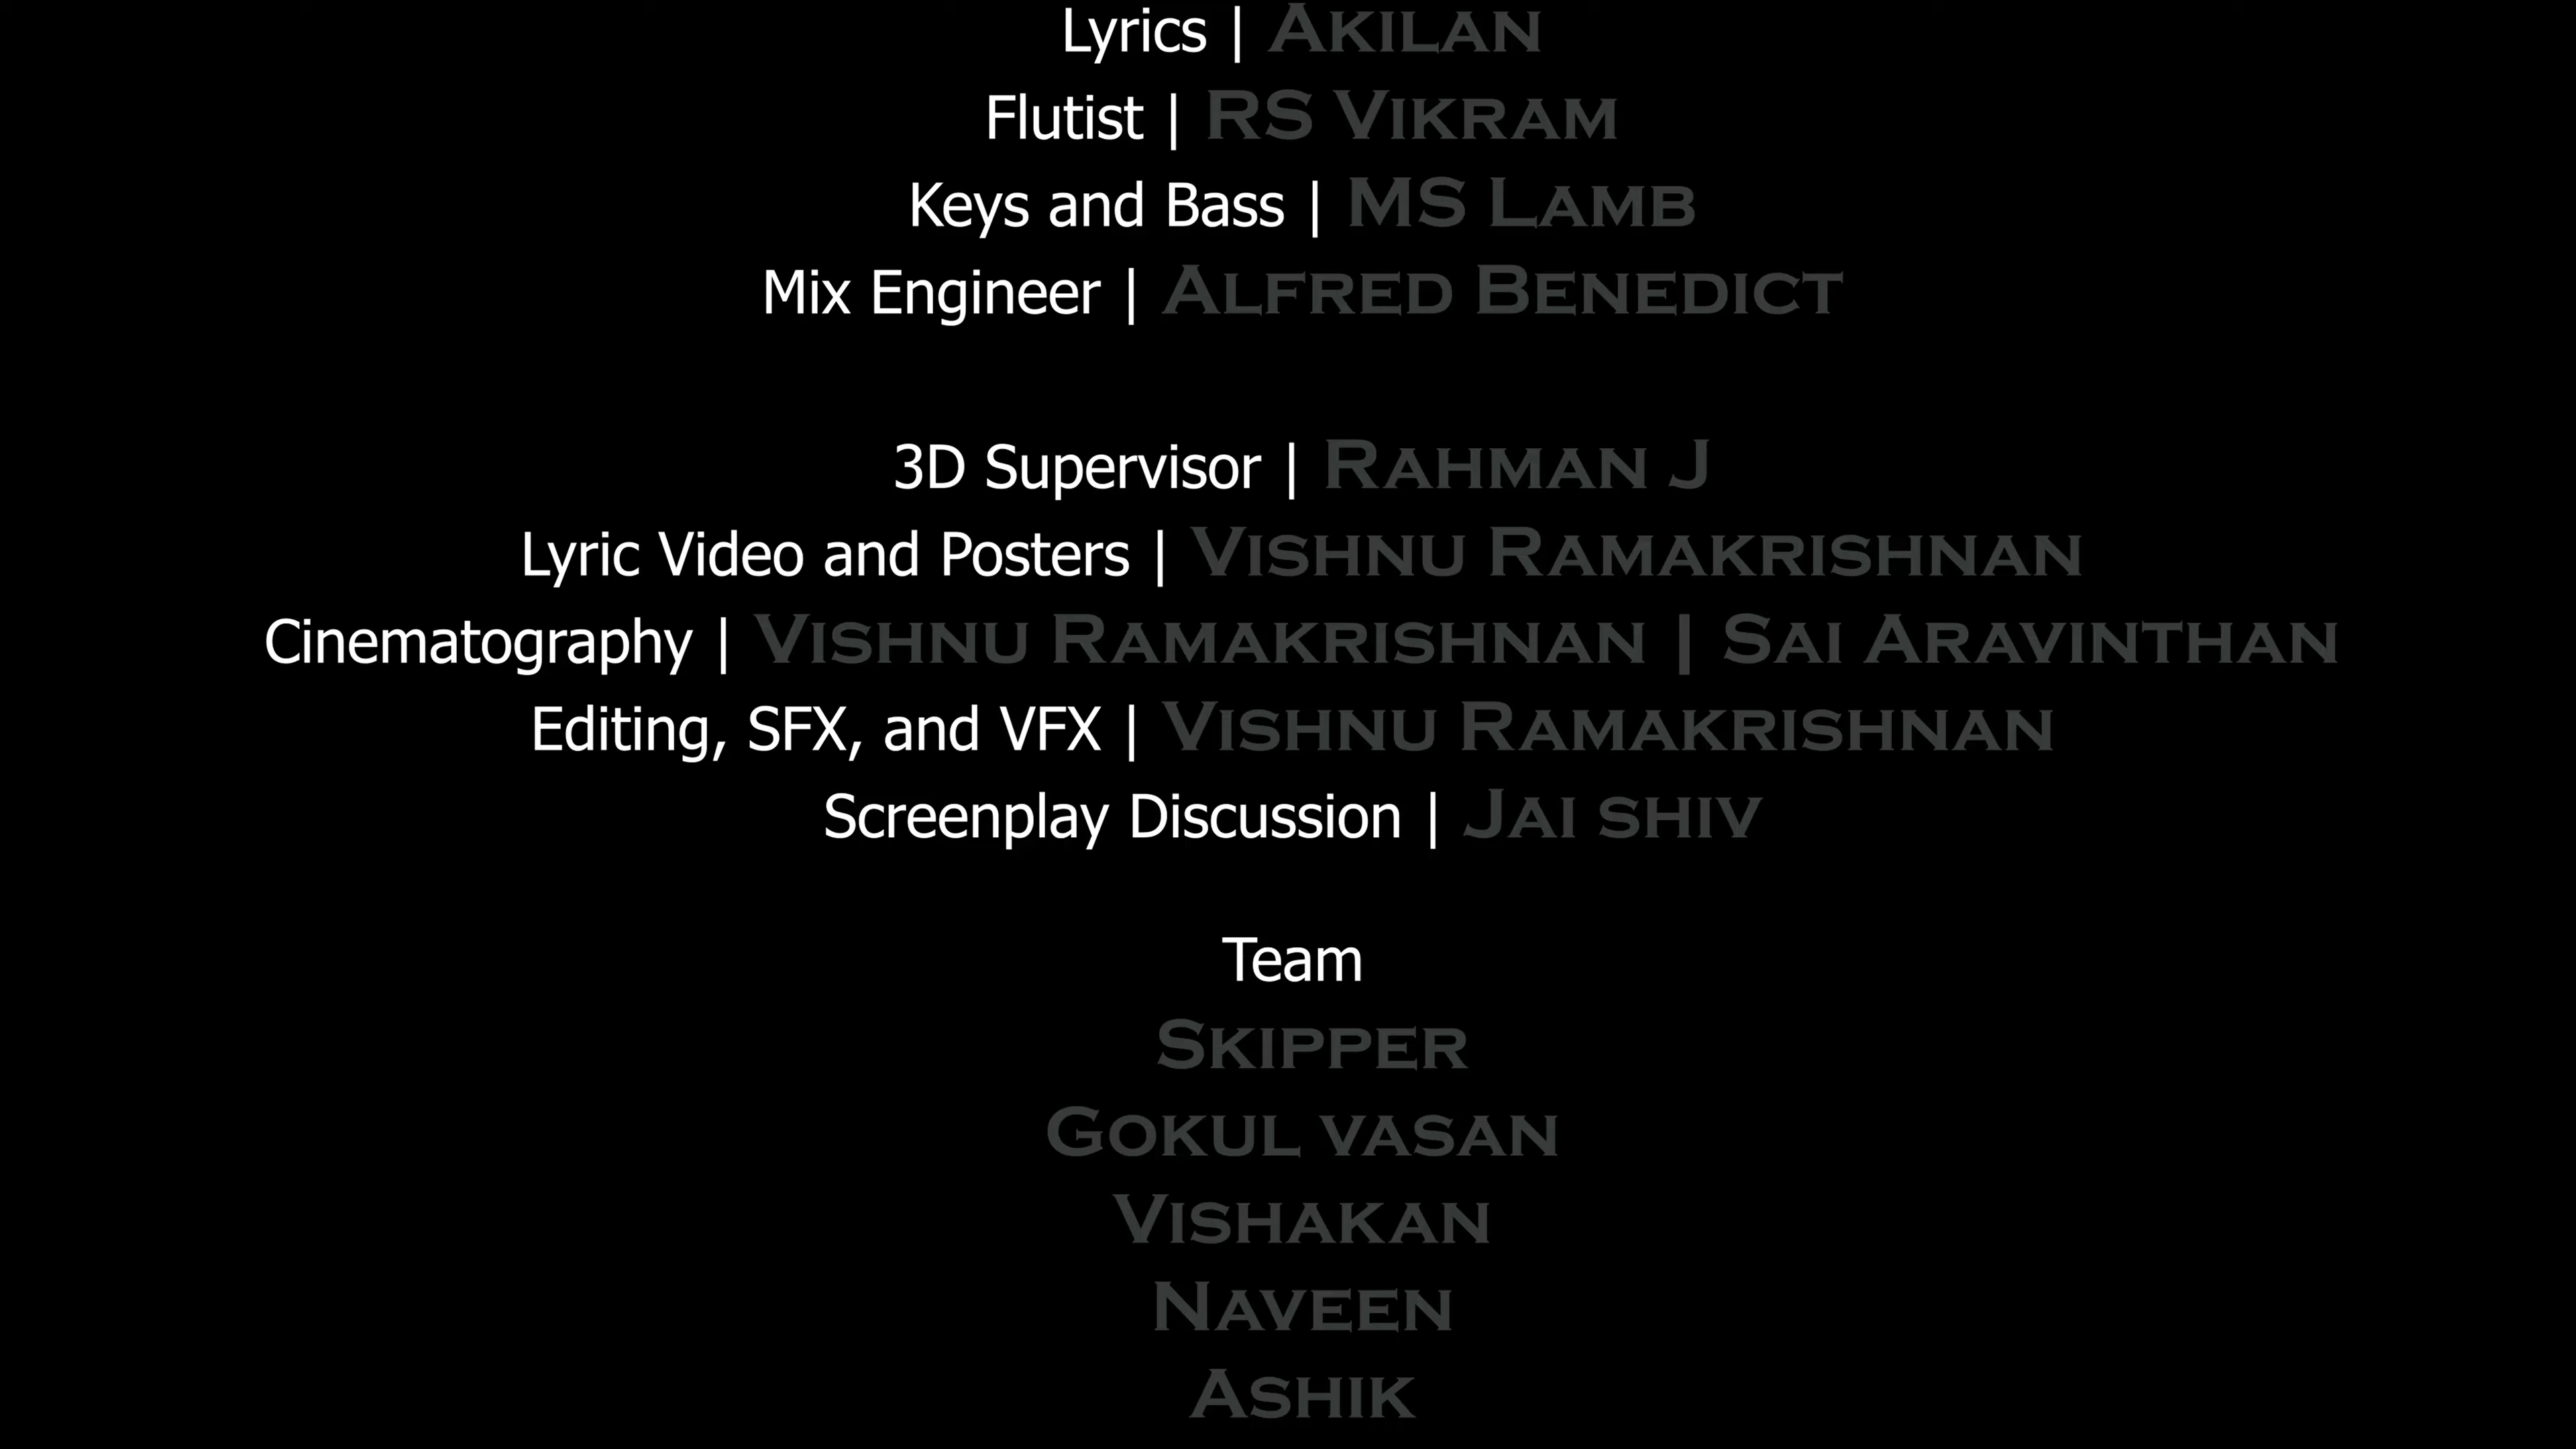 Lyrics | Akilan
Flutist | RS Vikram
Keys and Bass | MS Lamb
Mix Engineer | Alfred Benedict
3D Supervisor | Rahman J
Lyric Video and Posters | Vishnu Ramakrishnan
Cinematography | Vishnu Ramakrishnan | Sai Aravinthan
Editing, SFX, and VFX | Vishnu Ramakrishnan
Screenplay Discussion | Jai shiv
Team
Skipper
Gokul vasan
Vishakan
Naveen
Ashik